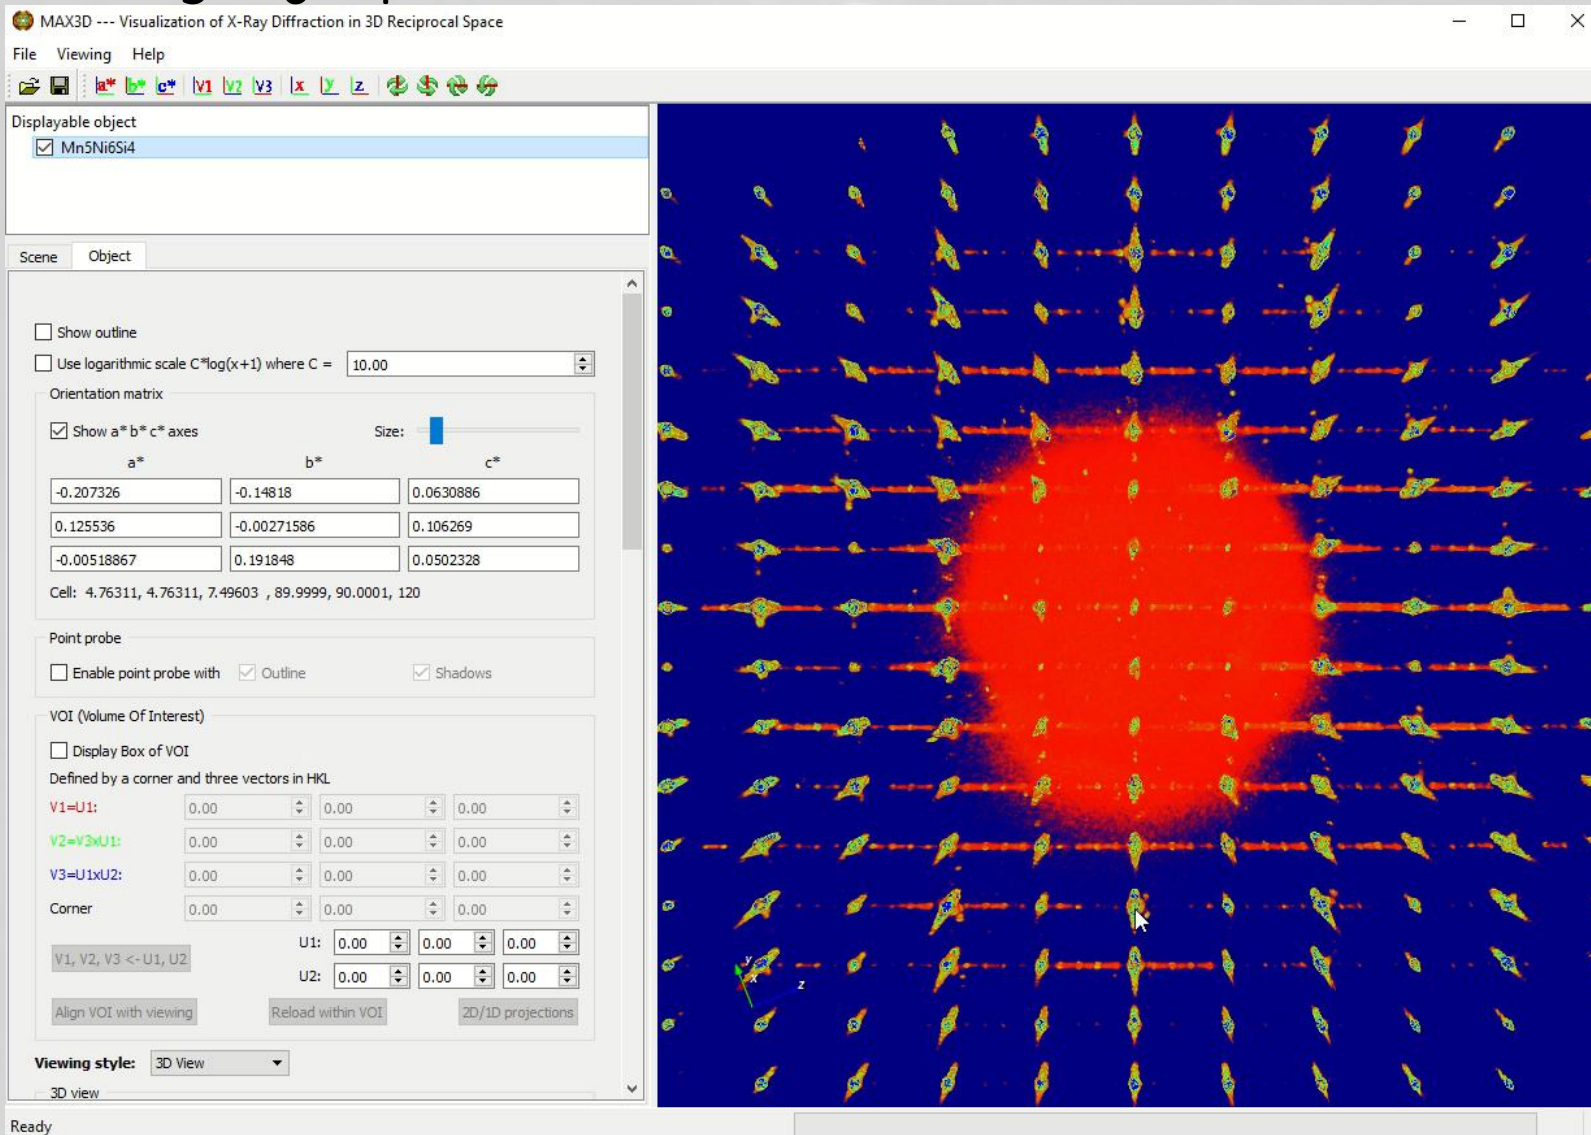 MAX3D --- Visualization of X-Ray Diffraction in 3D Reciprocal Space
File Viewing Help
a* b* c* V1 V2 V3 x y z
Displayable object
Mn5Ni6Si4
Scene Object
Show outline
Use logarithmic scale C*log(x+1) where C = 10.00
Orientation matrix
Show a* b* c* axes Size:
a* b* c*
-0.207326 -0.14818 0.0630886
0.125536 -0.00271586 0.106269
-0.00518867 0.191848 0.0502328
Cell: 4.76311, 4.76311, 7.49603 , 89.9999, 90.0001, 120
Point probe
Enable point probe with Outline Shadows
VOI (Volume Of Interest)
Display Box of VOI
Defined by a corner and three vectors in HKL
V1=U1: 0.00 0.00 0.00
V2=V3xU1: 0.00 0.00 0.00
V3=U1xU2: 0.00 0.00 0.00
Corner 0.00 0.00 0.00
U1: 0.00 0.00 0.00
V1, V2, V3 <- U1, U2
U2: 0.00 0.00 0.00
Align VOI with viewing Reload within VOI 2D/1D projections
Viewing style: 3D View
3D view
Ready
y
x
z